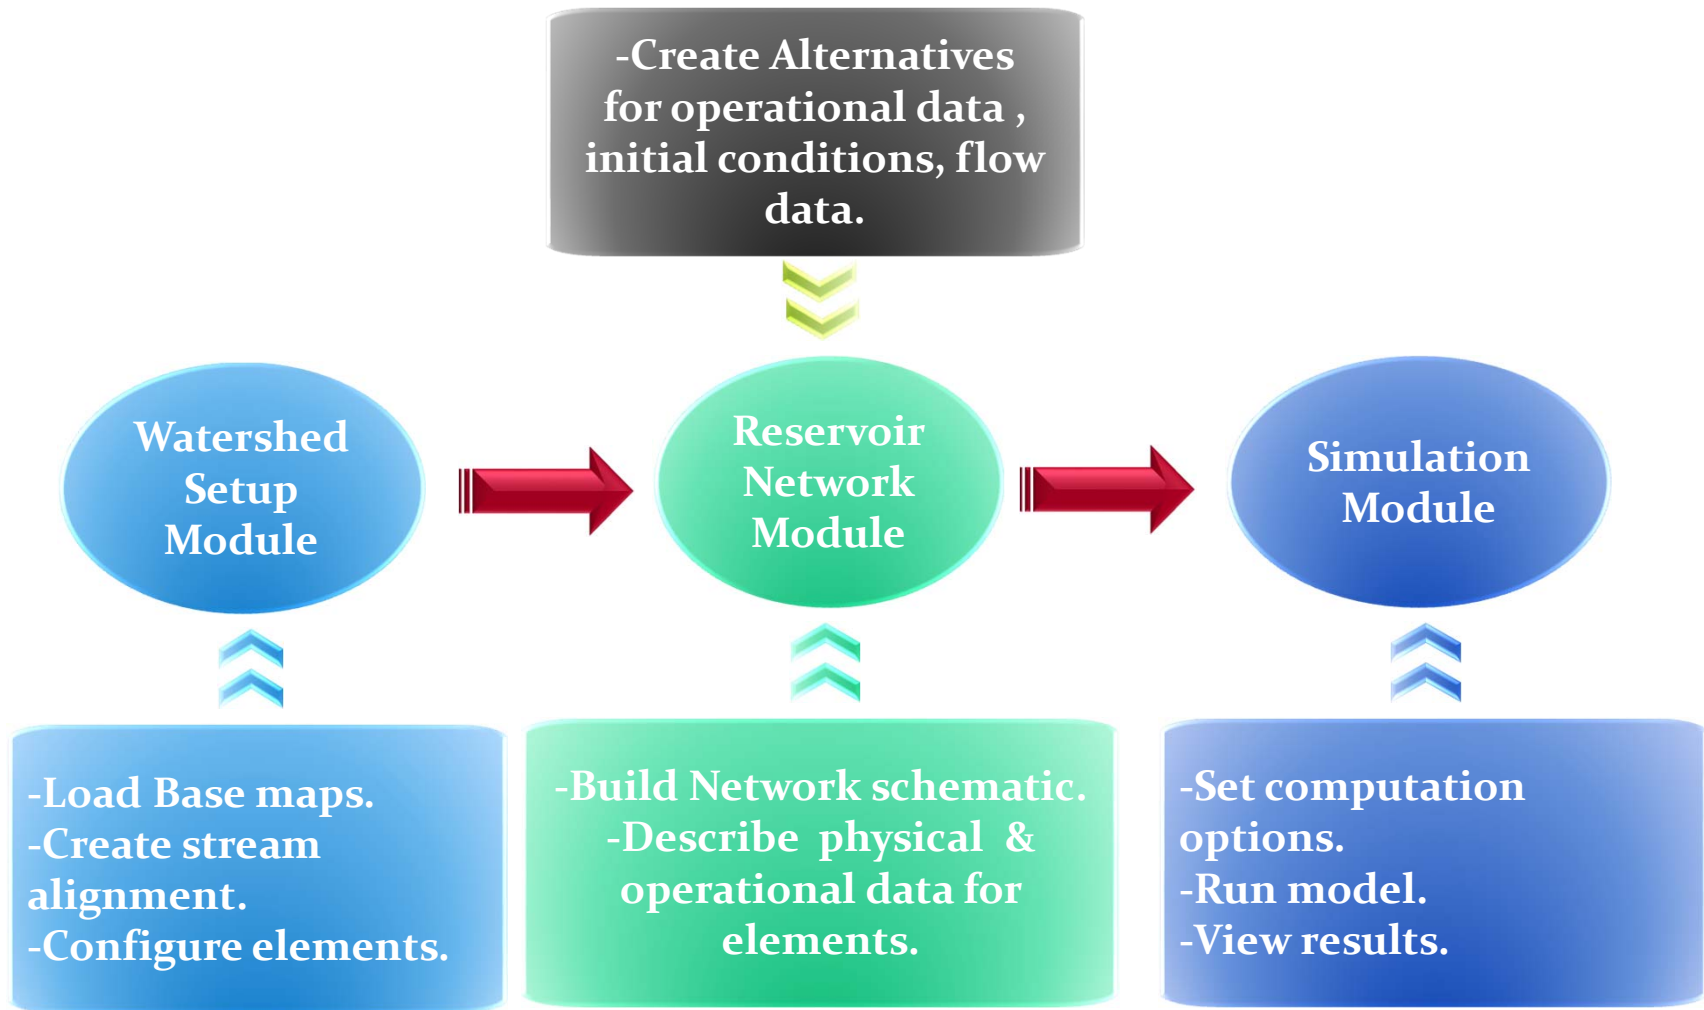 -Create Alternatives
for operational data ,
initial conditions, flow
data.
Watershed
Setup
Module
Reservoir
Network
Module
Simulation
Module
-Load Base maps.
-Create stream
alignment.
-Configure elements.
-Build Network schematic.
-Describe  physical  &
operational data for
elements.
-Set computation
options.
-Run model.
-View results.